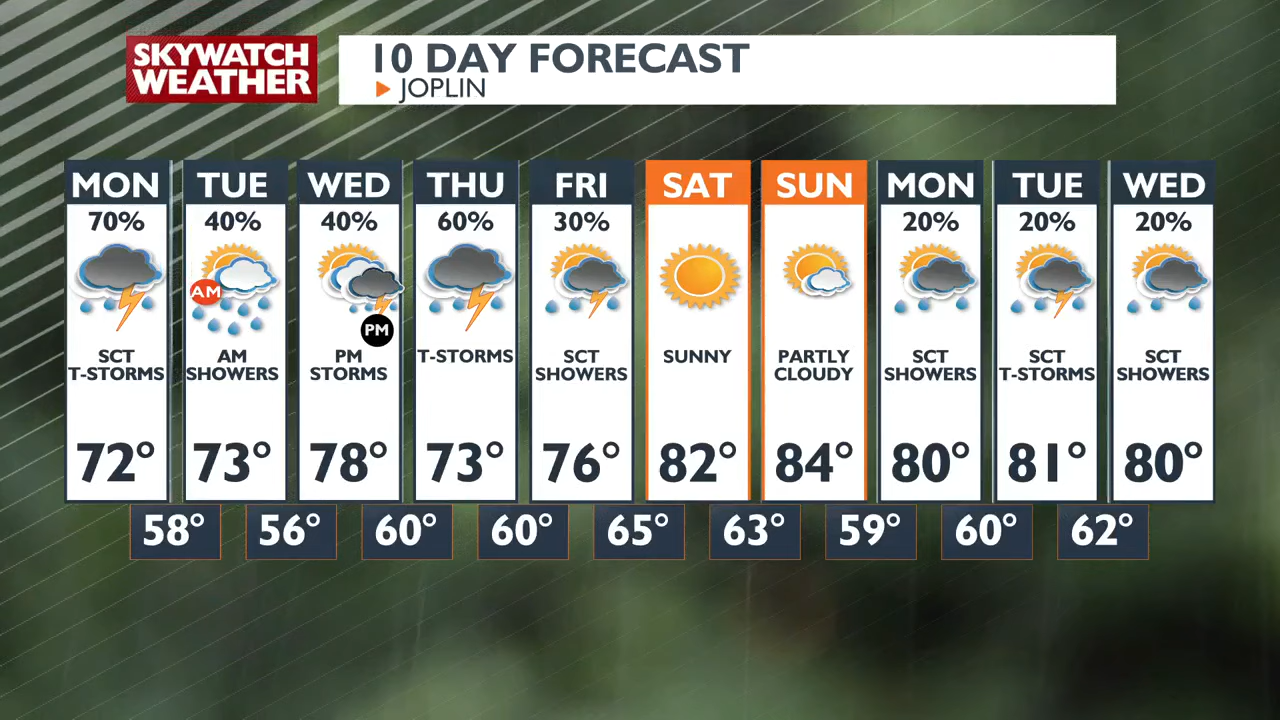 SKYWATCH
WEATHER
10 DAY FORECAST
JOPLIN
MON TUE WED THU FRI SAT SUN MON TUE WED
70% 40% 40% 60% 30% 20% 20% 20%
AM
PM
SCT
T-STORMS
AM
SHOWERS
PM
STORMS
T-STORMS
SCT
SHOWERS
SUNNY
PARTLY
CLOUDY
SCT
SHOWERS
SCT
T-STORMS
SCT
SHOWERS
72° 73° 78° 73° 76° 82° 84° 80° 81° 80°
58° 56° 60° 60° 65° 63° 59° 60° 62°